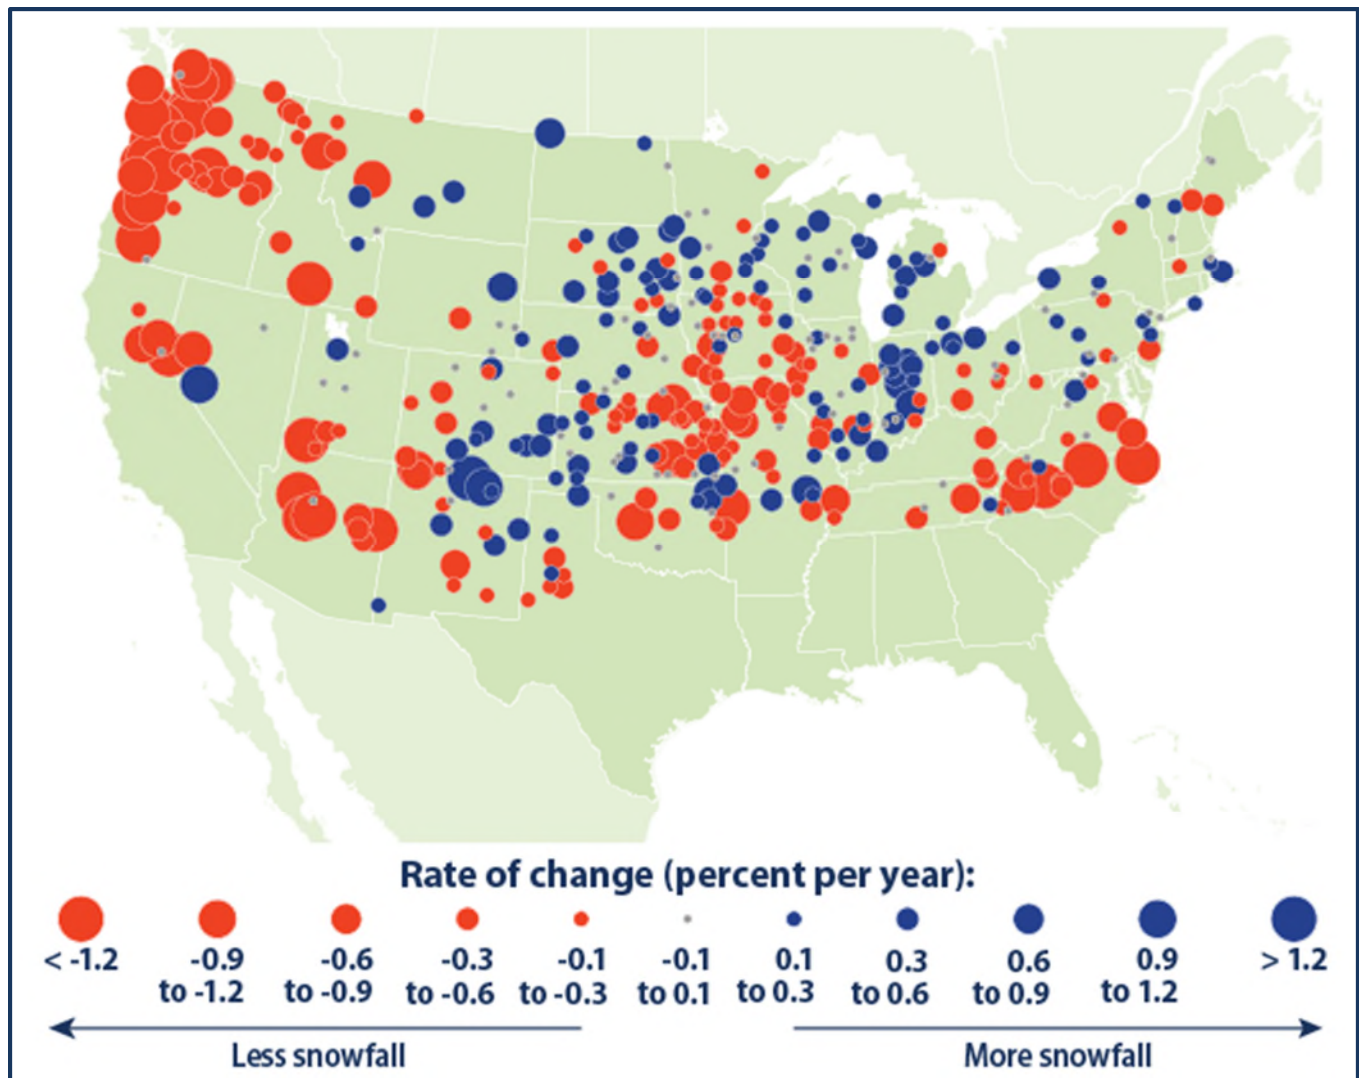 Rate of change (percent per year):
< -1.2 -0.9 -0.6 -0.3 -0.1 -0.1 0.1 0.3 0.6 0.9 > 1.2
to -1.2 to -0.9 to -0.6 to -0.3 to 0.1 to 0.3 to 0.6 to 0.9 to 1.2
Less snowfall More snowfall